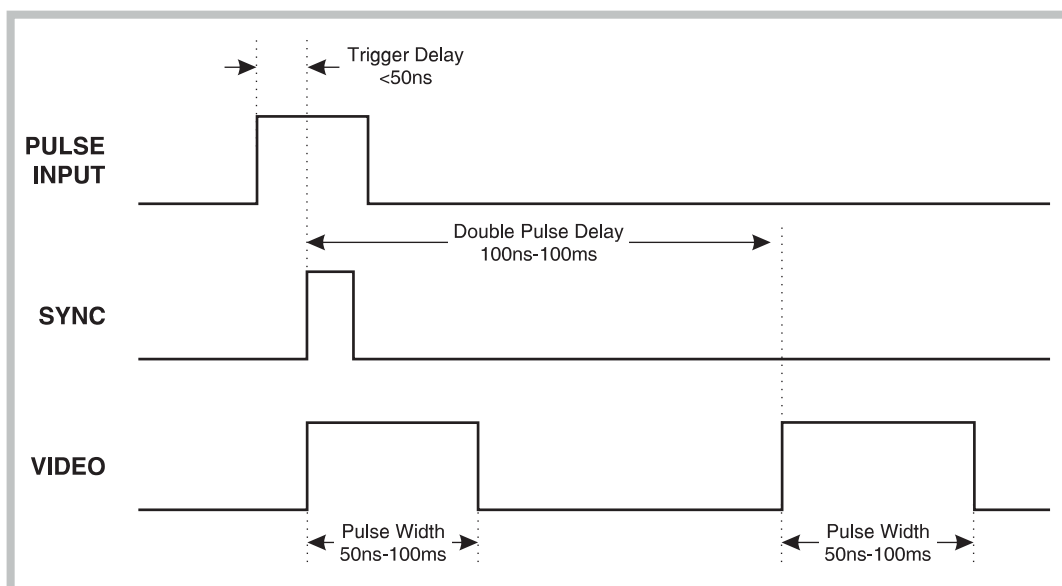 Trigger Delay
<50ns
PULSE
INPUT
Double Pulse Delay
100ns-100ms
SYNC
VIDEO
Pulse Width
50ns-100ms
Pulse Width
50ns-100ms